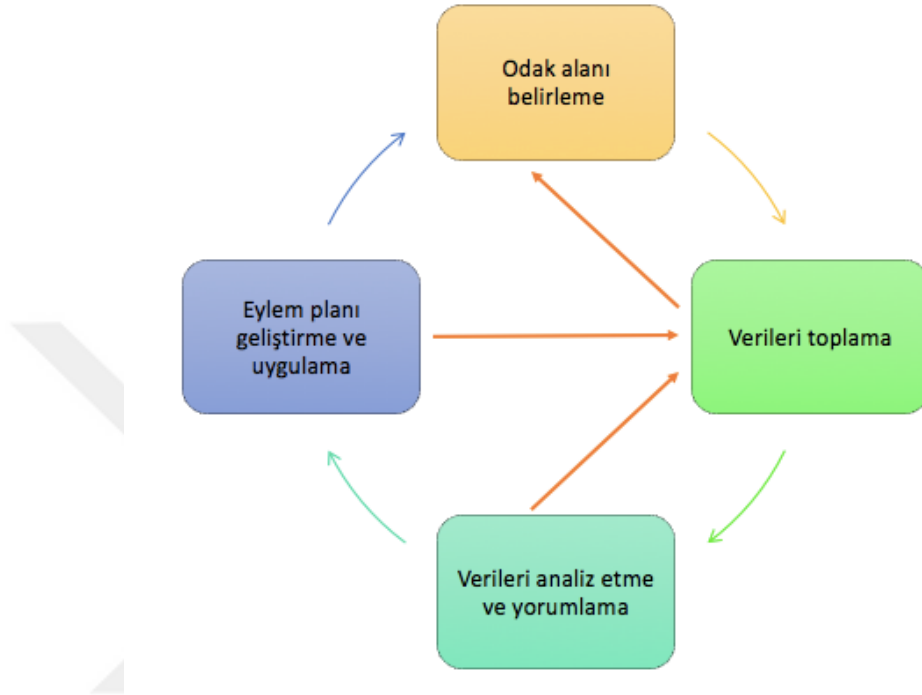 Odak alanı
belirleme
Eylem planı
geliştirme ve
uygulama
Verileri toplama
Verileri analiz etme
ve yorumlama